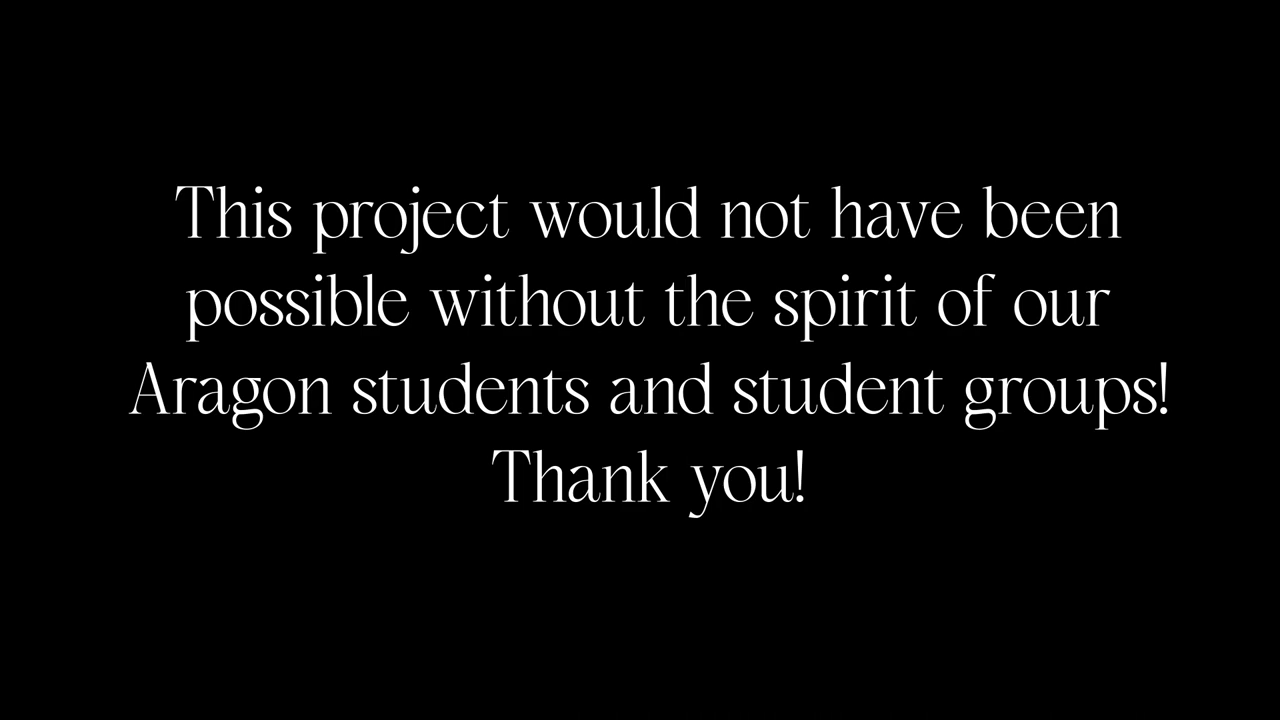 This project would not have been
possible without the spirit of our
Aragon students and student groups!
Thank you!